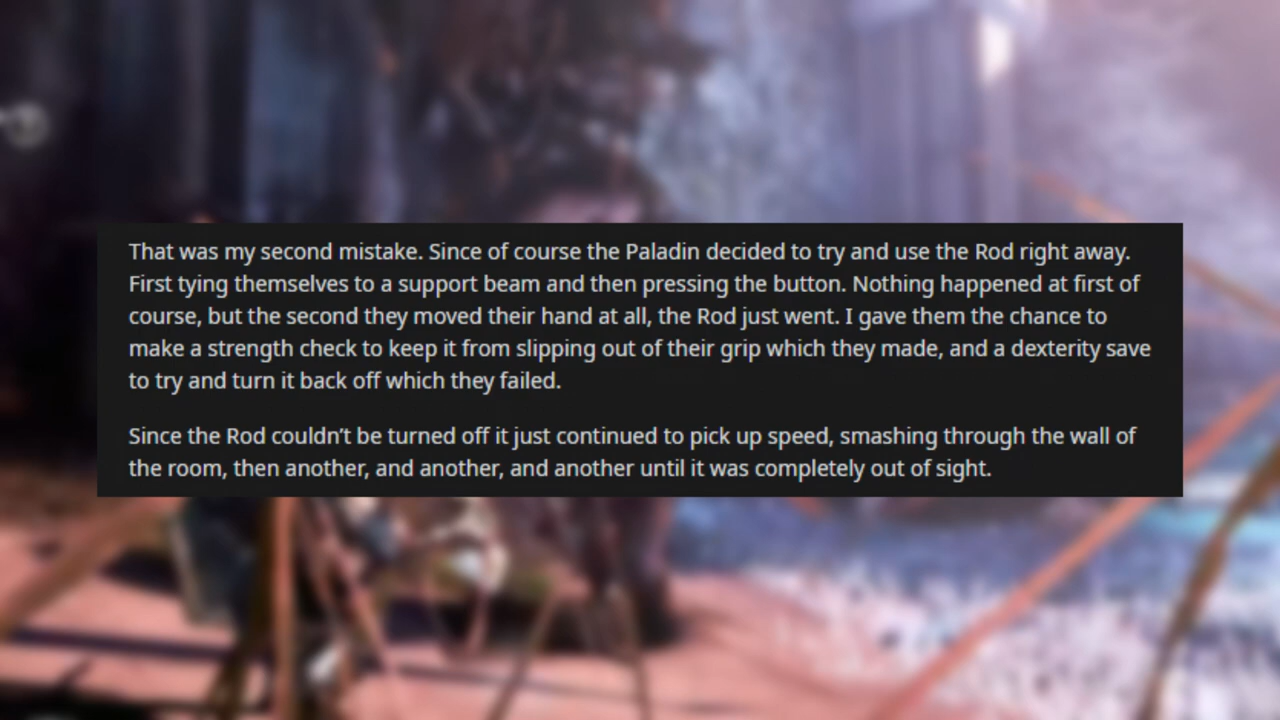 That was my second mistake. Since of course the Paladin decided to try and use the Rod right away.
First tying themselves to a support beam and then pressing the button. Nothing happened at first of
course, but the second they moved their hand at all, the Rod just went. I gave them the chance to
make a strength check to keep it from slipping out of their grip which they made, and a dexterity save
to try and turn it back off which they failed.
Since the Rod couldn’t be turned off it just continued to pick up speed, smashing through the wall of
the room, then another, and another, and another until it was completely out of sight.